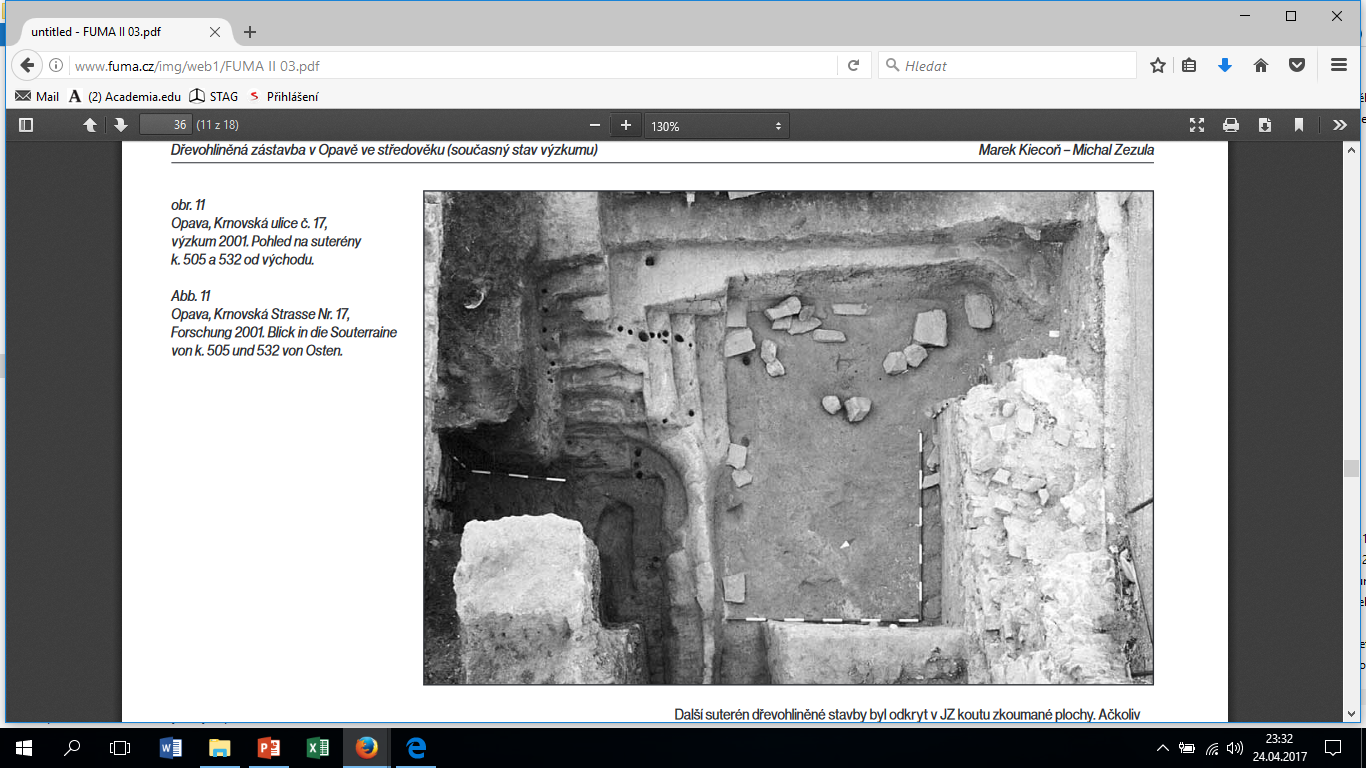 untitled - FUMA II 03.pdf
www.fuma.cz/img/web1/FUMA II 03.pdf
Hledat
Mail
(2) Academia.edu
STAG
Přihlášení
36 (11 z 18)
130%
Dřevohliněná zástavba v Opavě ve středověku (současný stav výzkumu)
Marek Kiecoň – Michal Zezula
obr. 11
Opava, Krnovská ulice č. 17,
výzkum 2001. Pohled na suterény
k. 505 a 532 od východu.
Abb. 11
Opava, Krnovská Strasse Nr. 17,
Forschung 2001. Blick in die Souterraine
von k. 505 und 532 von Osten.
Další suterén dřevohliněné stavby byl odkryt v JZ koutu zkoumané plochy. Ačkoliv
23:32
24.04.2017